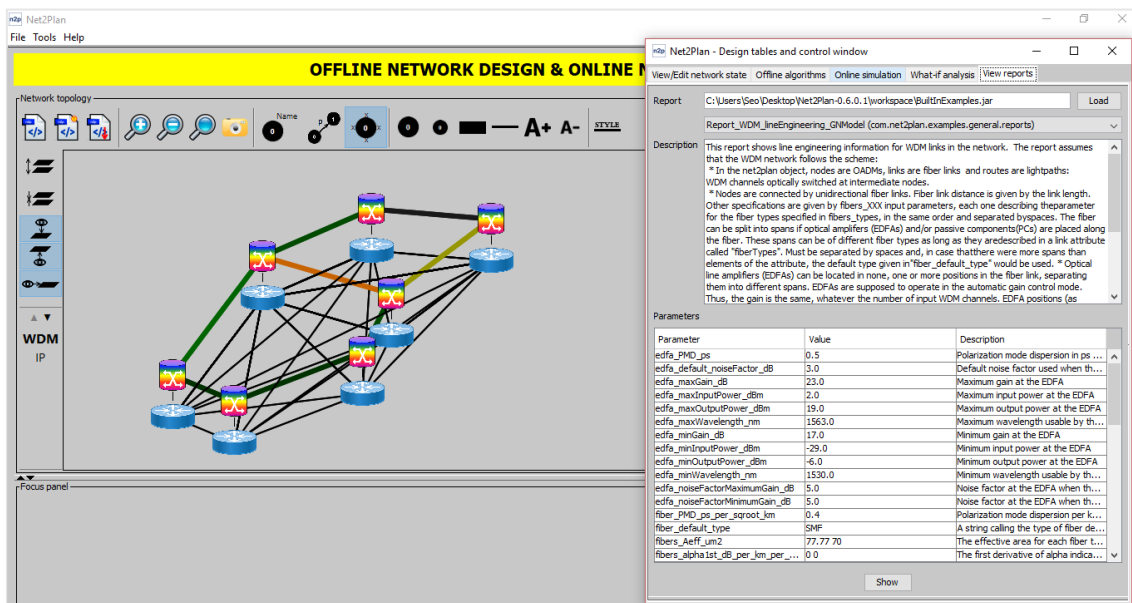 n2p Net2Plan
File Tools Help
OFFLINE NETWORK DESIGN & ONLINE N
Network topology
</> </> </> Name 0 p 1 0 0 0 0 A+ A- STYLE
WDM
IP
Focus panel
n2p Net2Plan - Design tables and control window
View/Edit network state Offline algorithms Online simulation What-if analysis View reports
Report C:\Users\Seo\Desktop\Net2Plan-0.6.0.1\workspace\BuiltInExamples.jar Load
Report_WDM_lineEngineering_GNModel (com.net2plan.examples.general.reports)
Description This report shows line engineering information for WDM links in the network. The report assumes
that the WDM network follows the scheme:
* In the net2plan object, nodes are OADMs, links are fiber links and routes are lightpaths:
WDM channels optically switched at intermediate nodes.
* Nodes are connected by unidirectional fiber links. Fiber link distance is given by the link length.
Other specifications are given by fibers_XXX input parameters, each one describing theparameter
for the fiber types specified in fibers_types, in the same order and separated byspaces. The fiber
can be split into spans if optical amplifers (EDFAs) and/or passive components(PCs) are placed along
the fiber. These spans can be of different fiber types as long as they aredescribed in a link attribute
called "fiberTypes". Must be separated by spaces and, in case thatthere were more spans than
elements of the attribute, the default type given in"fiber_default_type" would be used. * Optical
line amplifiers (EDFAs) can be located in none, one or more positions in the fiber link, separating
them into different spans. EDFAs are supposed to operate in the automatic gain control mode.
Thus, the gain is the same, whatever the number of input WDM channels. EDFA positions (as
Parameters
Parameter Value Description
edfa_PMD_ps 0.5 Polarization mode dispersion in ps ...
edfa_default_noiseFactor_dB 3.0 Default noise factor used when th...
edfa_maxGain_dB 23.0 Maximum gain at the EDFA
edfa_maxInputPower_dBm 2.0 Maximum input power at the EDFA
edfa_maxOutputPower_dBm 19.0 Maximum output power at the EDFA
edfa_maxWavelength_nm 1563.0 Maximum wavelength usable by th...
edfa_minGain_dB 17.0 Minimum gain at the EDFA
edfa_minInputPower_dBm -29.0 Minimum input power at the EDFA
edfa_minOutputPower_dBm -6.0 Minimum output power at the EDFA
edfa_minWavelength_nm 1530.0 Minimum wavelength usable by th...
edfa_noiseFactorMaximumGain_dB 5.0 Noise factor at the EDFA when th...
edfa_noiseFactorMinimumGain_dB 5.0 Noise factor at the EDFA when th...
fiber_PMD_ps_per_sqroot_km 0.4 Polarization mode dispersion per k...
fiber_default_type SMF A string calling the type of fiber de...
fibers_Aeff_um2 77.77 70 The effective area for each fiber t...
fibers_alpha1st_dB_per_km_per_... 0 0 The first derivative of alpha indica...
Show